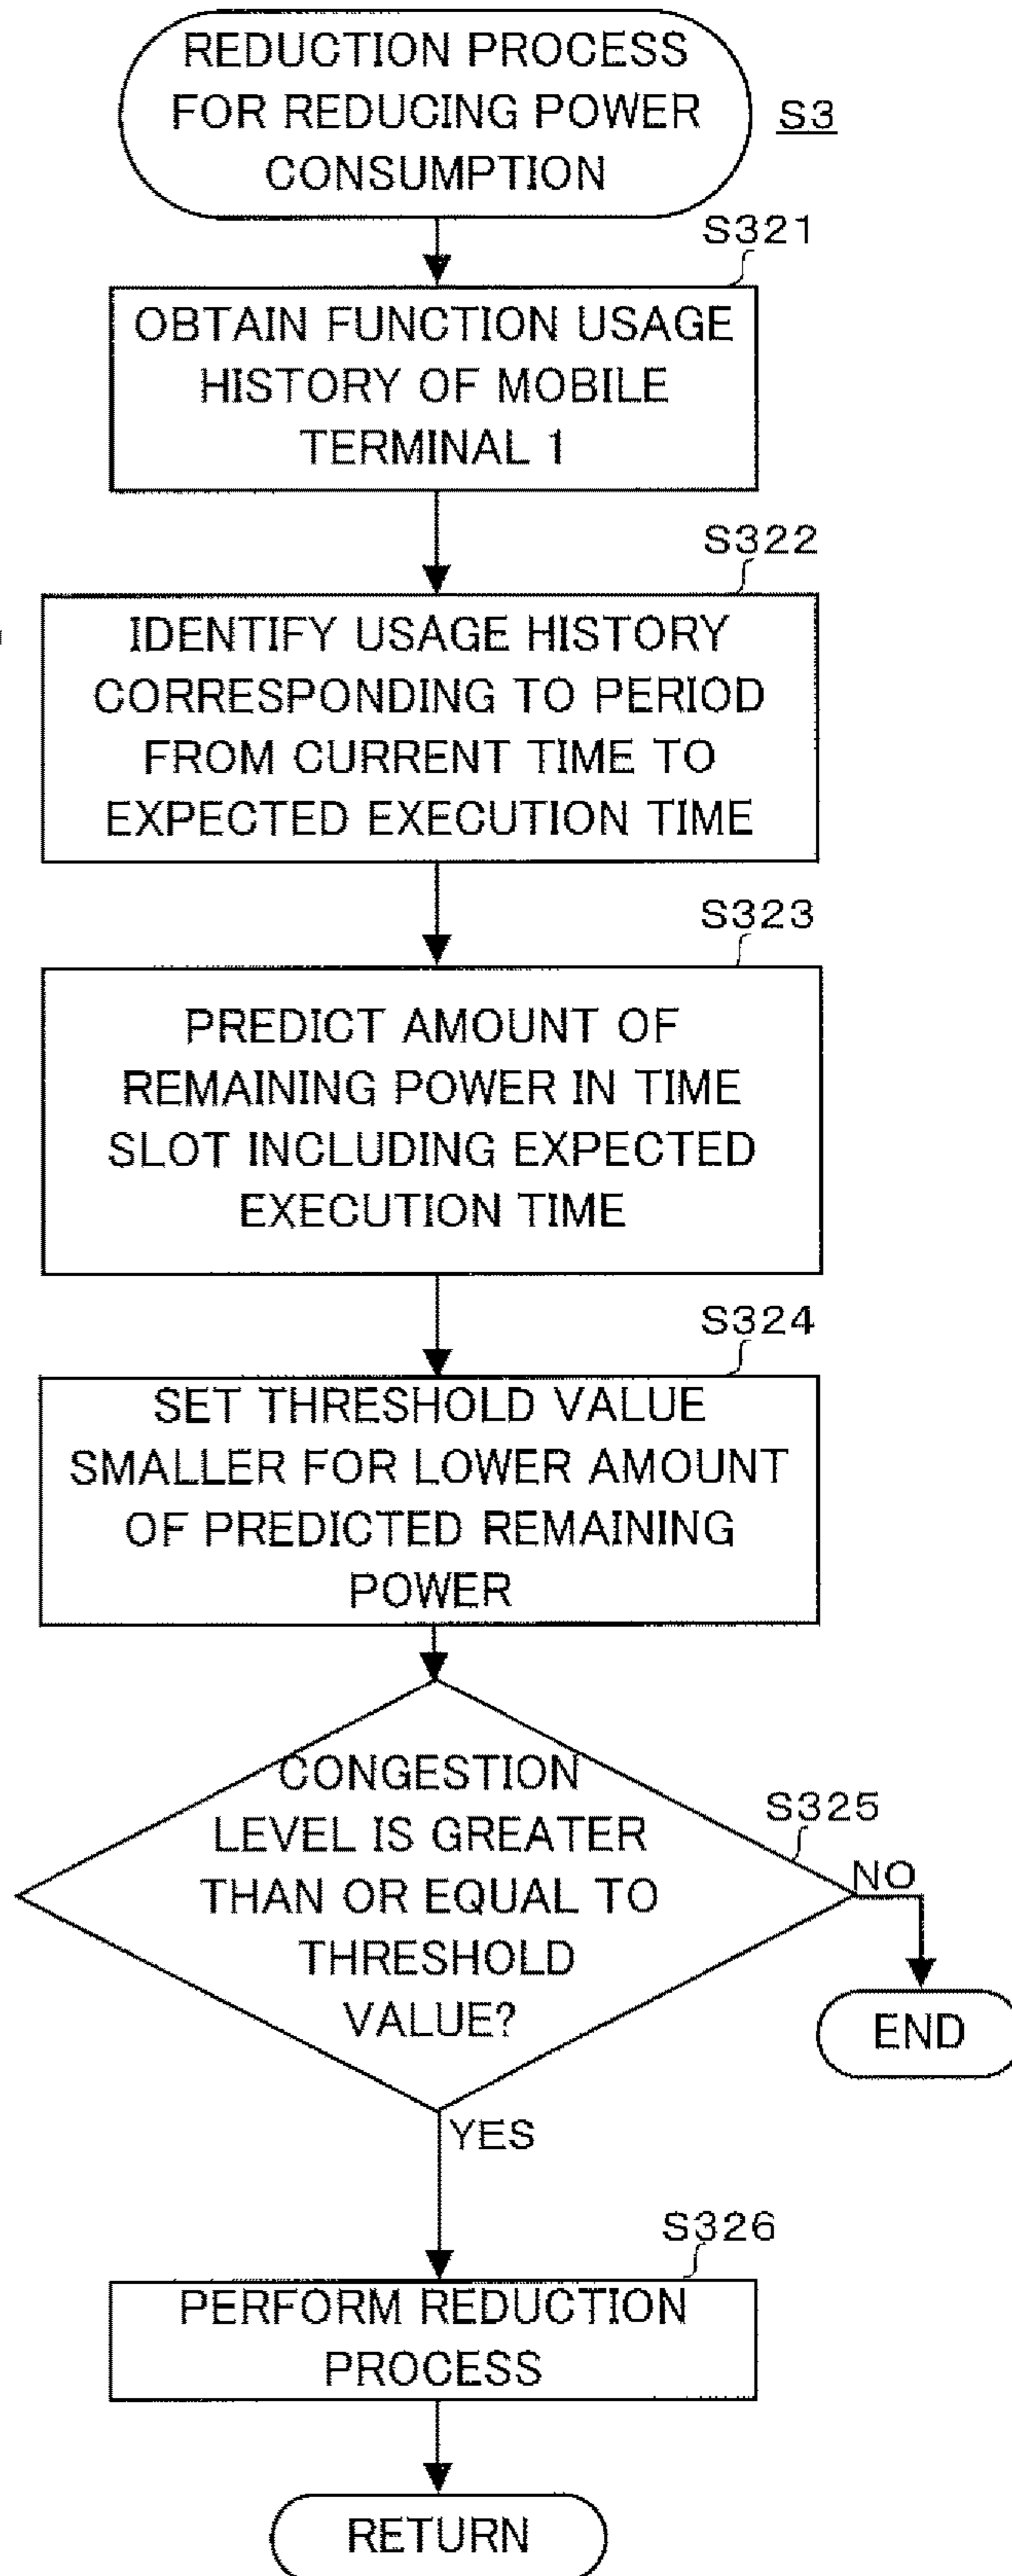 REDUCTION PROCESS
FOR REDUCING POWER
CONSUMPTION
S3
S321
OBTAIN FUNCTION USAGE
HISTORY OF MOBILE
TERMINAL 1
S322
IDENTIFY USAGE HISTORY
CORRESPONDING TO PERIOD
FROM CURRENT TIME TO
EXPECTED EXECUTION TIME
S323
PREDICT AMOUNT OF
REMAINING POWER IN TIME
SLOT INCLUDING EXPECTED
EXECUTION TIME
S324
SET THRESHOLD VALUE
SMALLER FOR LOWER AMOUNT
OF PREDICTED REMAINING
POWER
CONGESTION
LEVEL IS GREATER
THAN OR EQUAL TO
THRESHOLD
VALUE?
S325
NO
END
YES
S326
PERFORM REDUCTION
PROCESS
RETURN